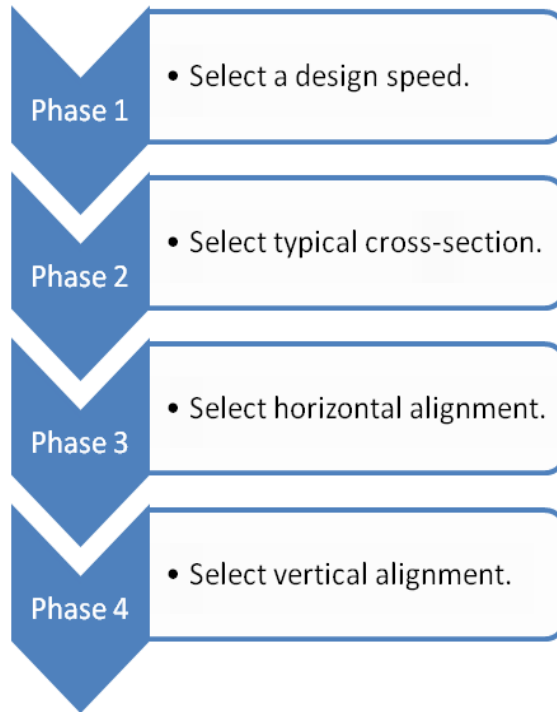 Phase 1
• Select a design speed.
Phase 2
• Select typical cross-section.
Phase 3
• Select horizontal alignment.
Phase 4
• Select vertical alignment.